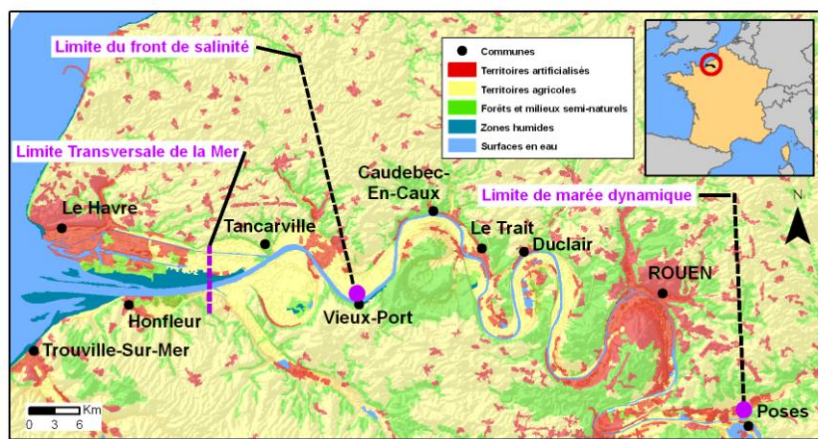 Limite du front de salinité
Communes
Territoires artificialisés
Territoires agricoles
Forêts et milieux semi-naturels
Zones humides
Surfaces en eau
Limite Transversale de la Mer
Caudebec-
En-Caux
Limite de marée dynamique
N
Le Havre
Tancarville
Le Trait
Duclair
ROUEN
Honfleur
Vieux-Port
Trouville-Sur-Mer
Km
0 3 6
Poses